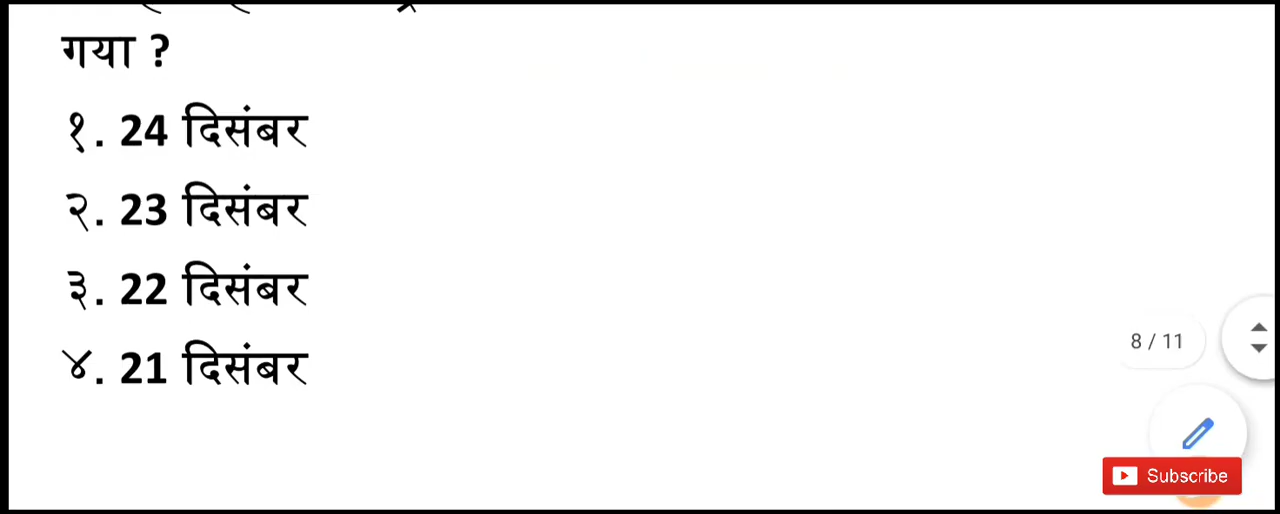 गया ?
१. 24 दिसंबर
२. 23 दिसंबर
३. 22 दिसंबर
४. 21 दिसंबर
8 / 11
Subscribe